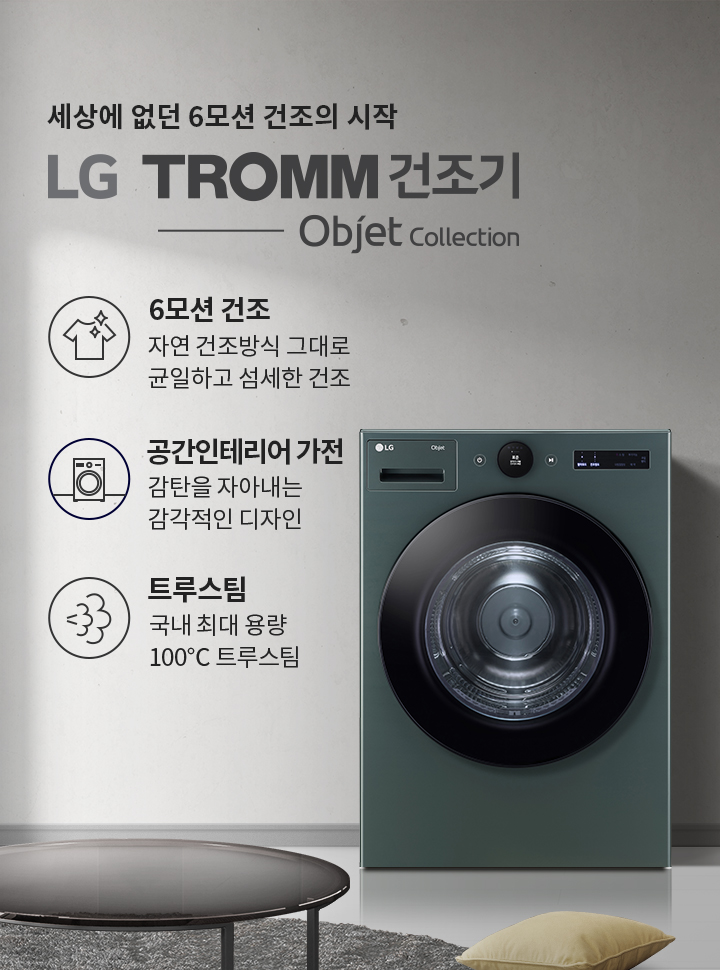 세상에 없던 6모션 건조의 시작
LG TROMM 건조기
Objet Collection
6모션 건조
자연 건조방식 그대로
균일하고 섬세한 건조
공간인테리어 가전
감탄을 자아내는
감각적인 디자인
트루스팀
국내 최대 용량
100℃ 트루스팀
LG Objet